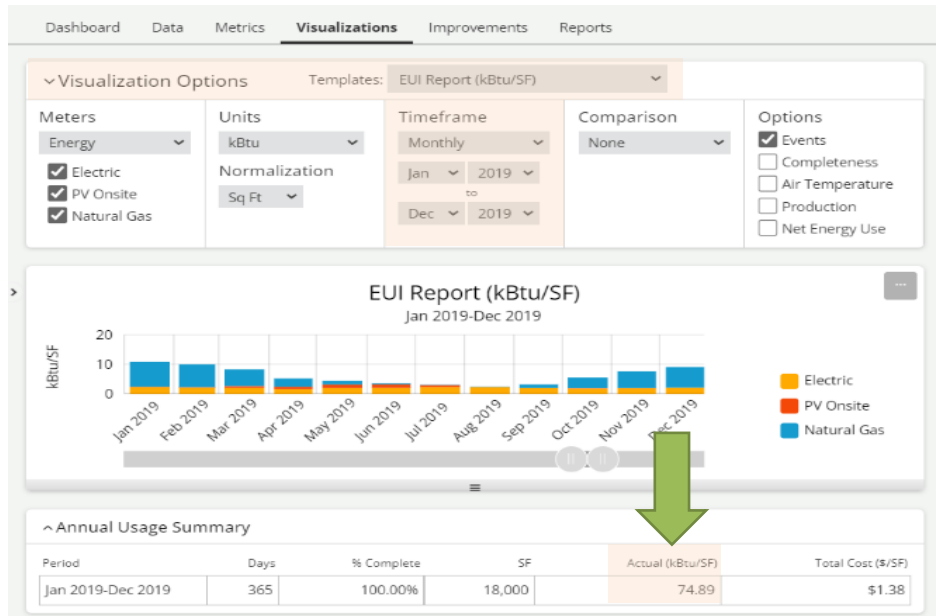 Dashboard Data Metrics Visualizations Improvements Reports
Visualization Options Templates: EUI Report (kBtu/SF)
Meters Units Timeframe Comparison Options
Energy kBtu Monthly None Events
Electric Normalization Jan 2019 Completeness
PV Onsite Sq Ft to Air Temperature
Natural Gas Dec 2019 Production
Net Energy Use
EUI Report (kBtu/SF)
Jan 2019-Dec 2019
kBtu/SF
20
10
0
Jan 2019 Feb 2019 Mar 2019 Apr 2019 May 2019 Jun 2019 Jul 2019 Aug 2019 Sep 2019 Oct 2019 Nov 2019 Dec 2019
Electric
PV Onsite
Natural Gas
Annual Usage Summary
Period Days % Complete SF Actual (kBtu/SF) Total Cost ($/SF)
Jan 2019-Dec 2019 365 100.00% 18,000 74.89 $1.38